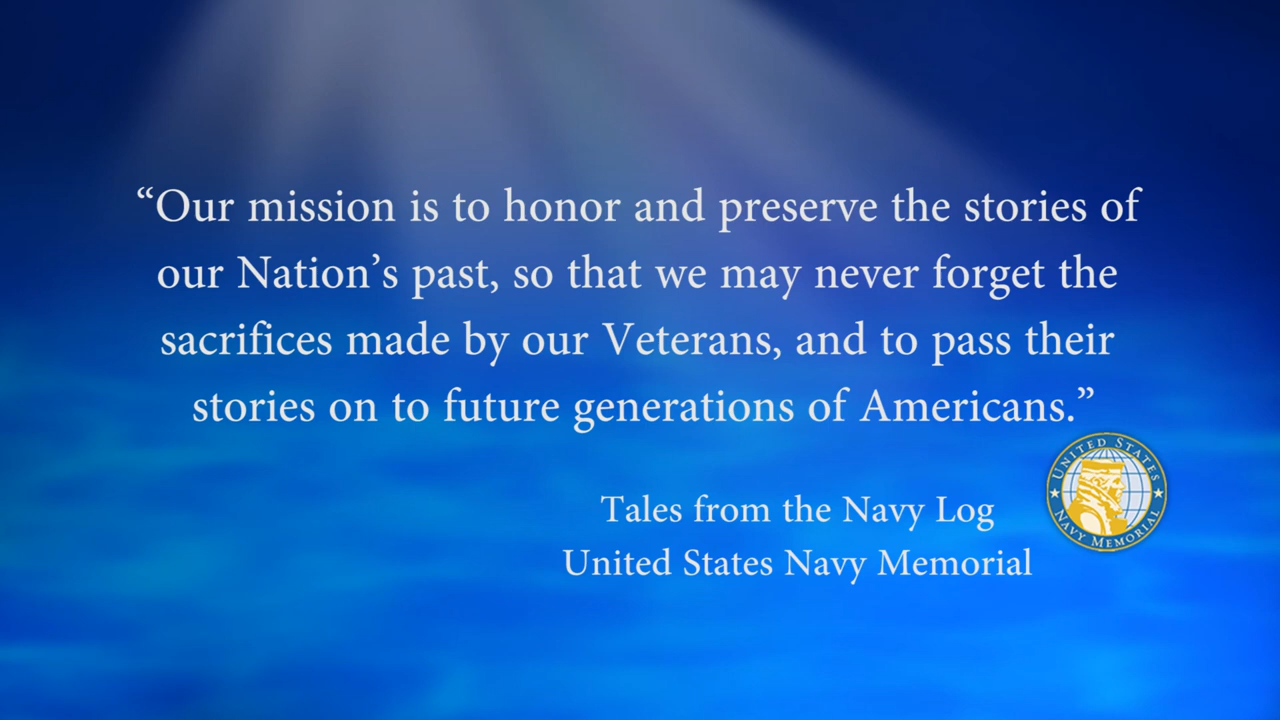 “Our mission is to honor and preserve the stories of
our Nation’s past, so that we may never forget the
sacrifices made by our Veterans, and to pass their
stories on to future generations of Americans.”
Tales from the Navy Log
United States Navy Memorial
UNITED STATES
NAVY MEMORIAL